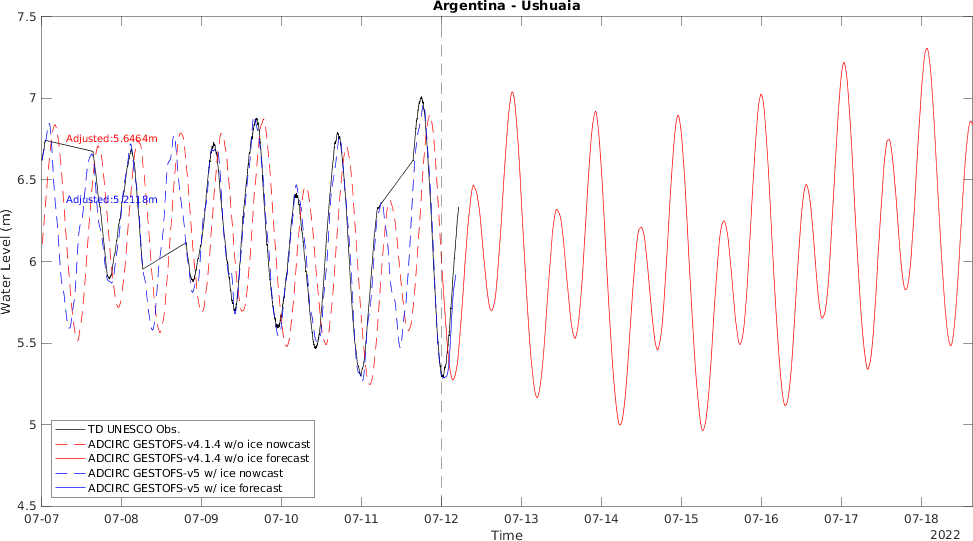 Argentina - Ushuaia
7.5
7
6.5
6
5.5
5
4.5
Water Level (m)
Adjusted:5.6464m
Adjusted:5.2118m
TD UNESCO Obs.
ADCIRC GESTOFS-v4.1.4 w/o ice nowcast
ADCIRC GESTOFS-v4.1.4 w/o ice forecast
ADCIRC GESTOFS-v5 w/ ice nowcast
ADCIRC GESTOFS-v5 w/ ice forecast
07-07 07-08 07-09 07-10 07-11 07-12 07-13 07-14 07-15 07-16 07-17 07-18
Time
2022